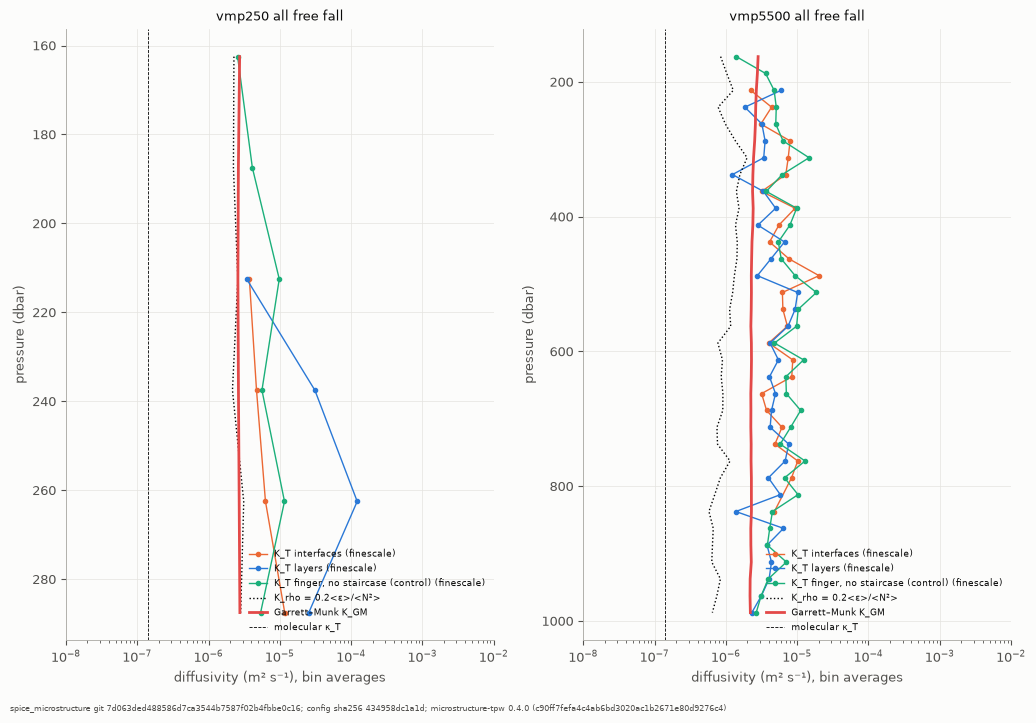 vmp250 all free fall
160
180
200
220
240
260
280
pressure (dbar)
K_T interfaces (finescale)
K_T layers (finescale)
K_T finger, no staircase (control) (finescale)
K_rho = 0.2<ε>/<N²>
Garrett–Munk K_GM
molecular κ_T
10⁻⁸ 10⁻⁷ 10⁻⁶ 10⁻⁵ 10⁻⁴ 10⁻³ 10⁻²
diffusivity (m² s⁻¹), bin averages
vmp5500 all free fall
200
400
600
800
1000
pressure (dbar)
K_T interfaces (finescale)
K_T layers (finescale)
K_T finger, no staircase (control) (finescale)
K_rho = 0.2<ε>/<N²>
Garrett–Munk K_GM
molecular κ_T
10⁻⁸ 10⁻⁷ 10⁻⁶ 10⁻⁵ 10⁻⁴ 10⁻³ 10⁻²
diffusivity (m² s⁻¹), bin averages
spice_microstructure git 7d063ded488586d7ca3544b7587f02b4fbbe0c16; config sha256 434958dc1a1d; microstructure-tpw 0.4.0 (c90ff7fefa4c4ab6bd3020ac1b2671e80d9276c4)